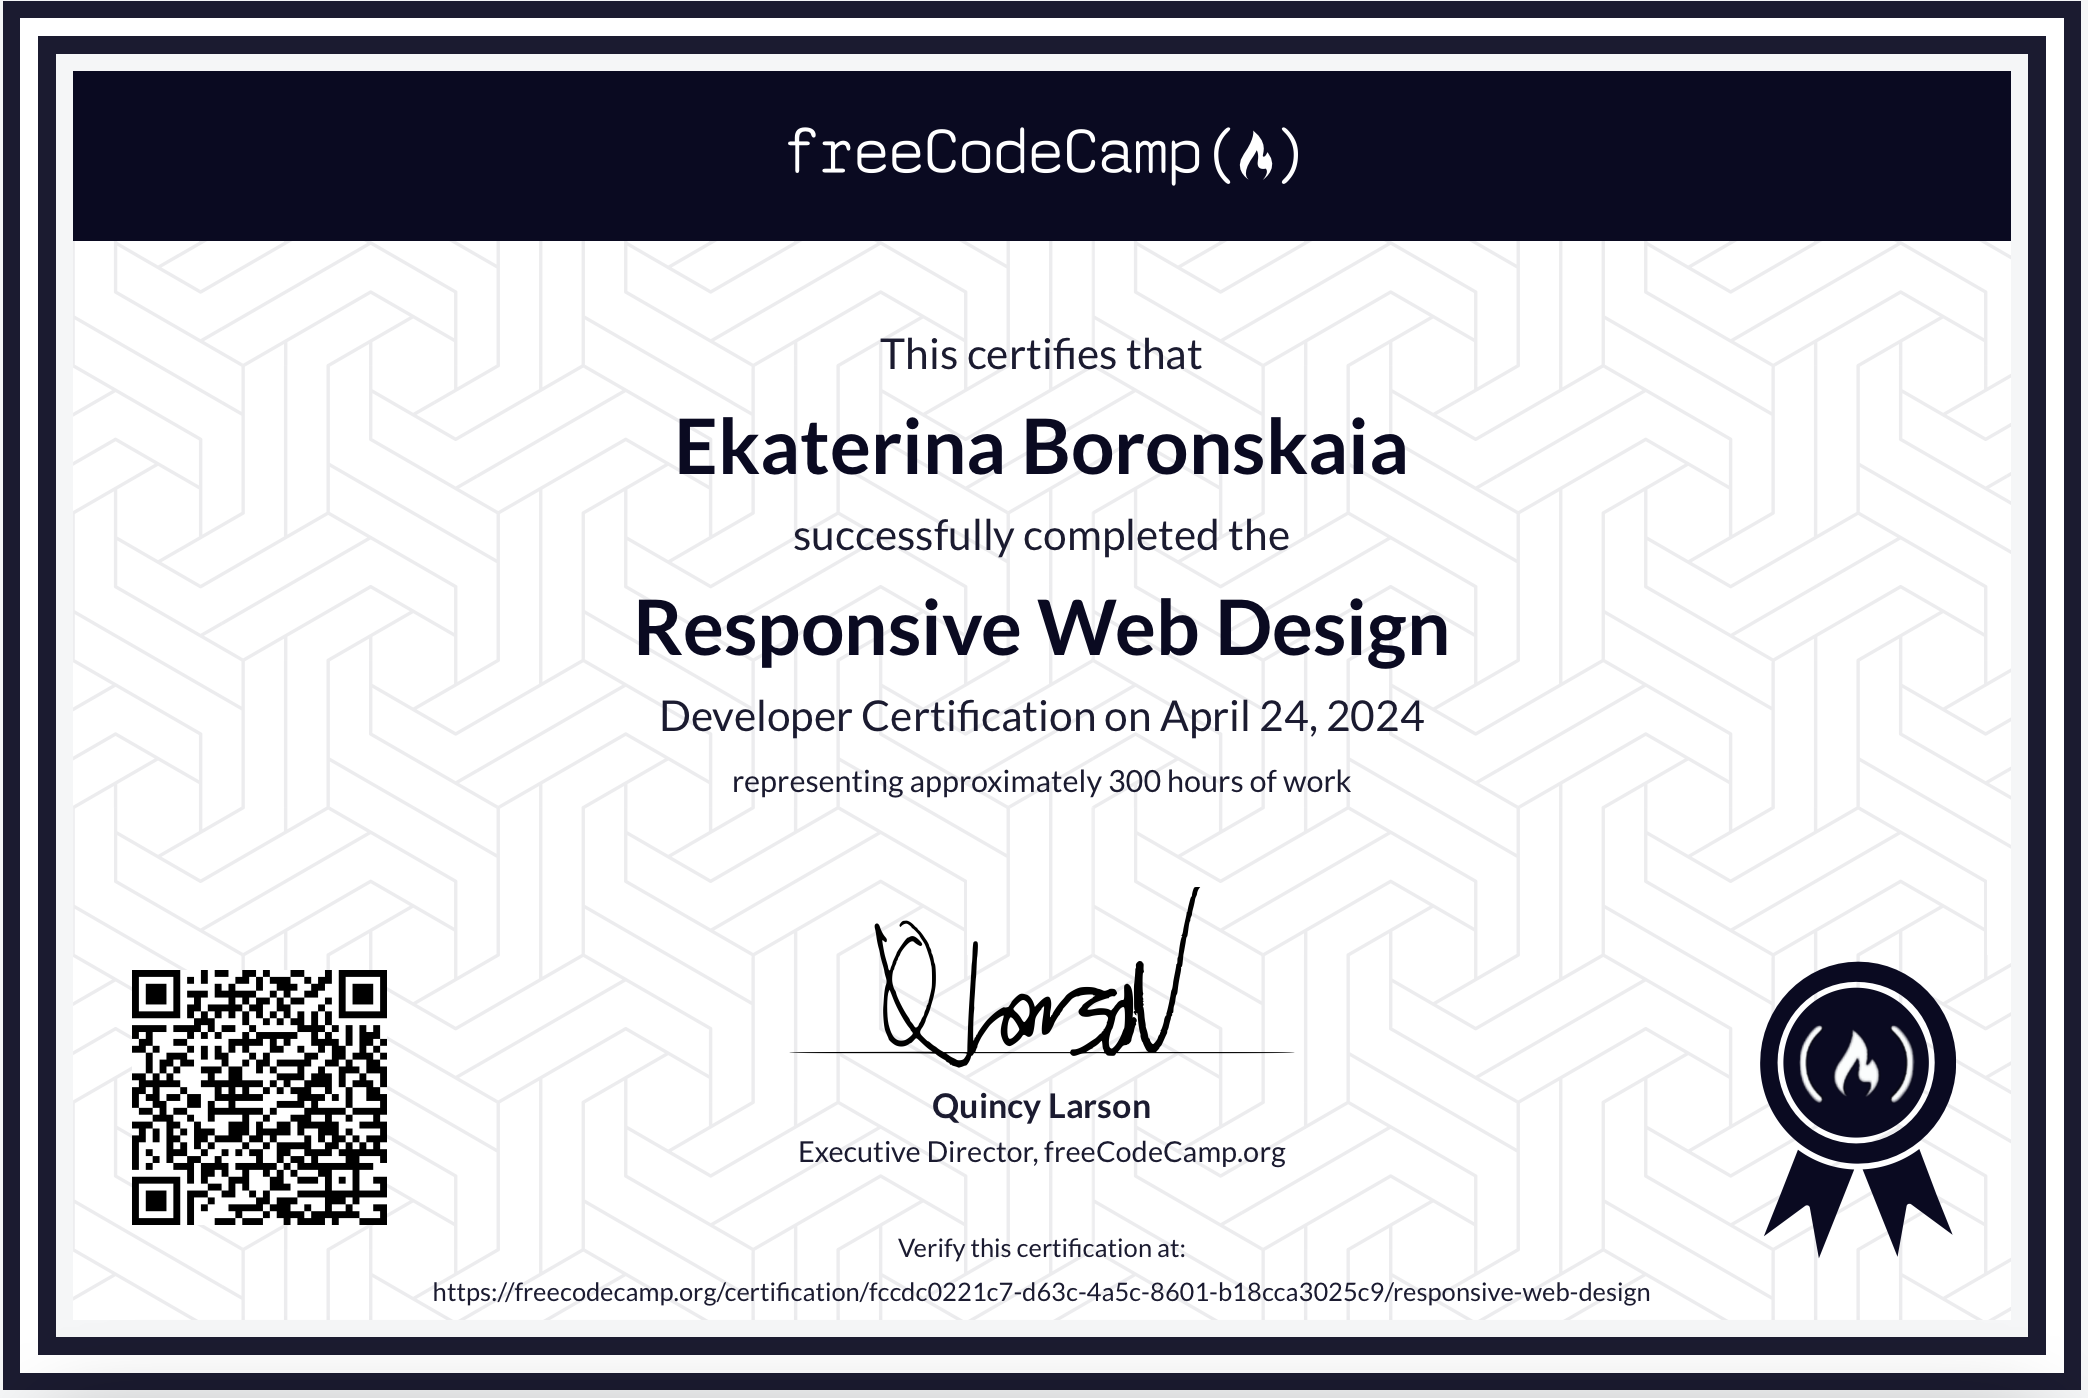 freeCodeCamp
This certifies that
Ekaterina Boronskaia
successfully completed the
Responsive Web Design
Developer Certification on April 24, 2024
representing approximately 300 hours of work
Q Larson
Quincy Larson
Executive Director, freeCodeCamp.org
Verify this certification at:
https://freecodecamp.org/certification/fccdc0221c7-d63c-4a5c-8601-b18cca3025c9/responsive-web-design